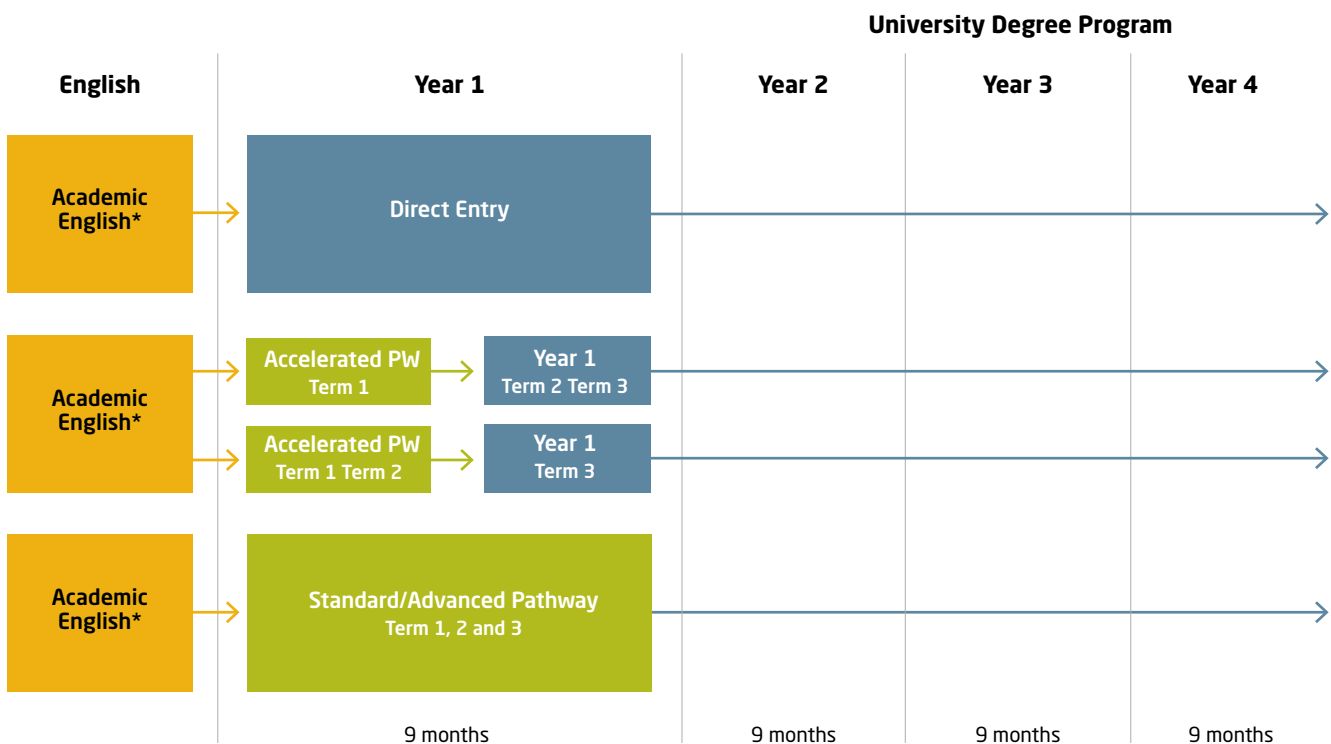 University Degree Program
English
Year 1
Year 2
Year 3
Year 4
Academic
English*
Direct Entry
Academic
English*
Accelerated PW
Term 1
Year 1
Term 2 Term 3
Accelerated PW
Term 1 Term 2
Year 1
Term 3
Academic
English*
Standard/Advanced Pathway
Term 1, 2 and 3
9 months
9 months
9 months
9 months